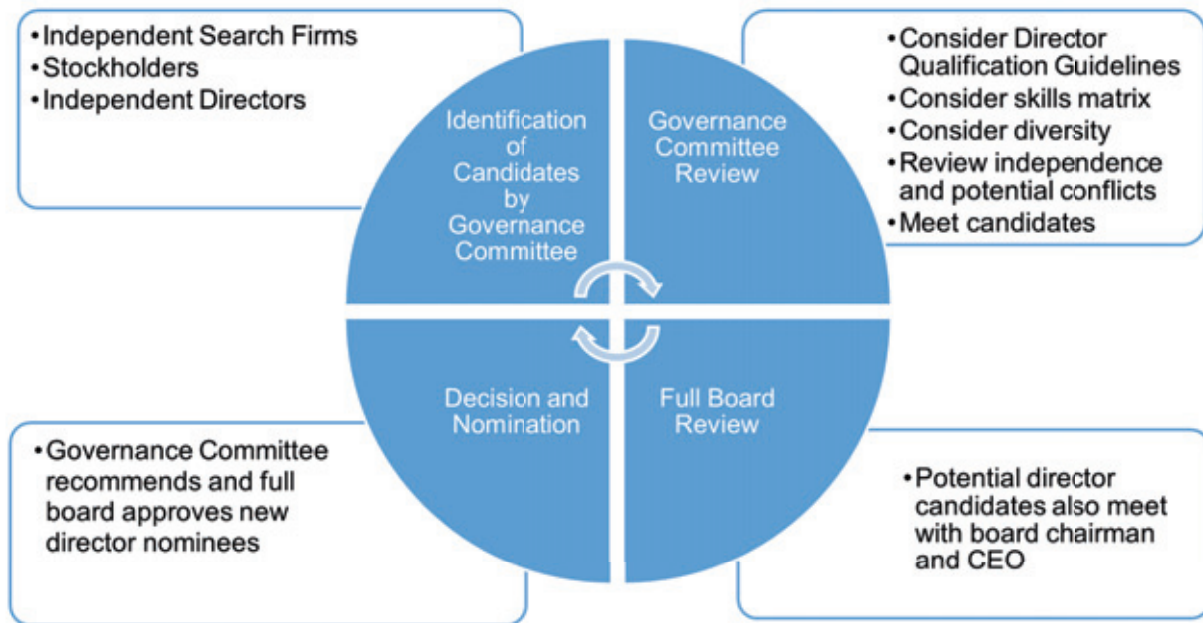 • Independent Search Firms
• Stockholders
• Independent Directors
Identification
of
Candidates
by
Governance
Committee
Governance
Committee
Review
• Consider Director
Qualification Guidelines
• Consider skills matrix
• Consider diversity
• Review independence
and potential conflicts
• Meet candidates
Decision and
Nomination
Full Board
Review
• Governance Committee
recommends and full
board approves new
director nominees
• Potential director
candidates also meet
with board chairman
and CEO